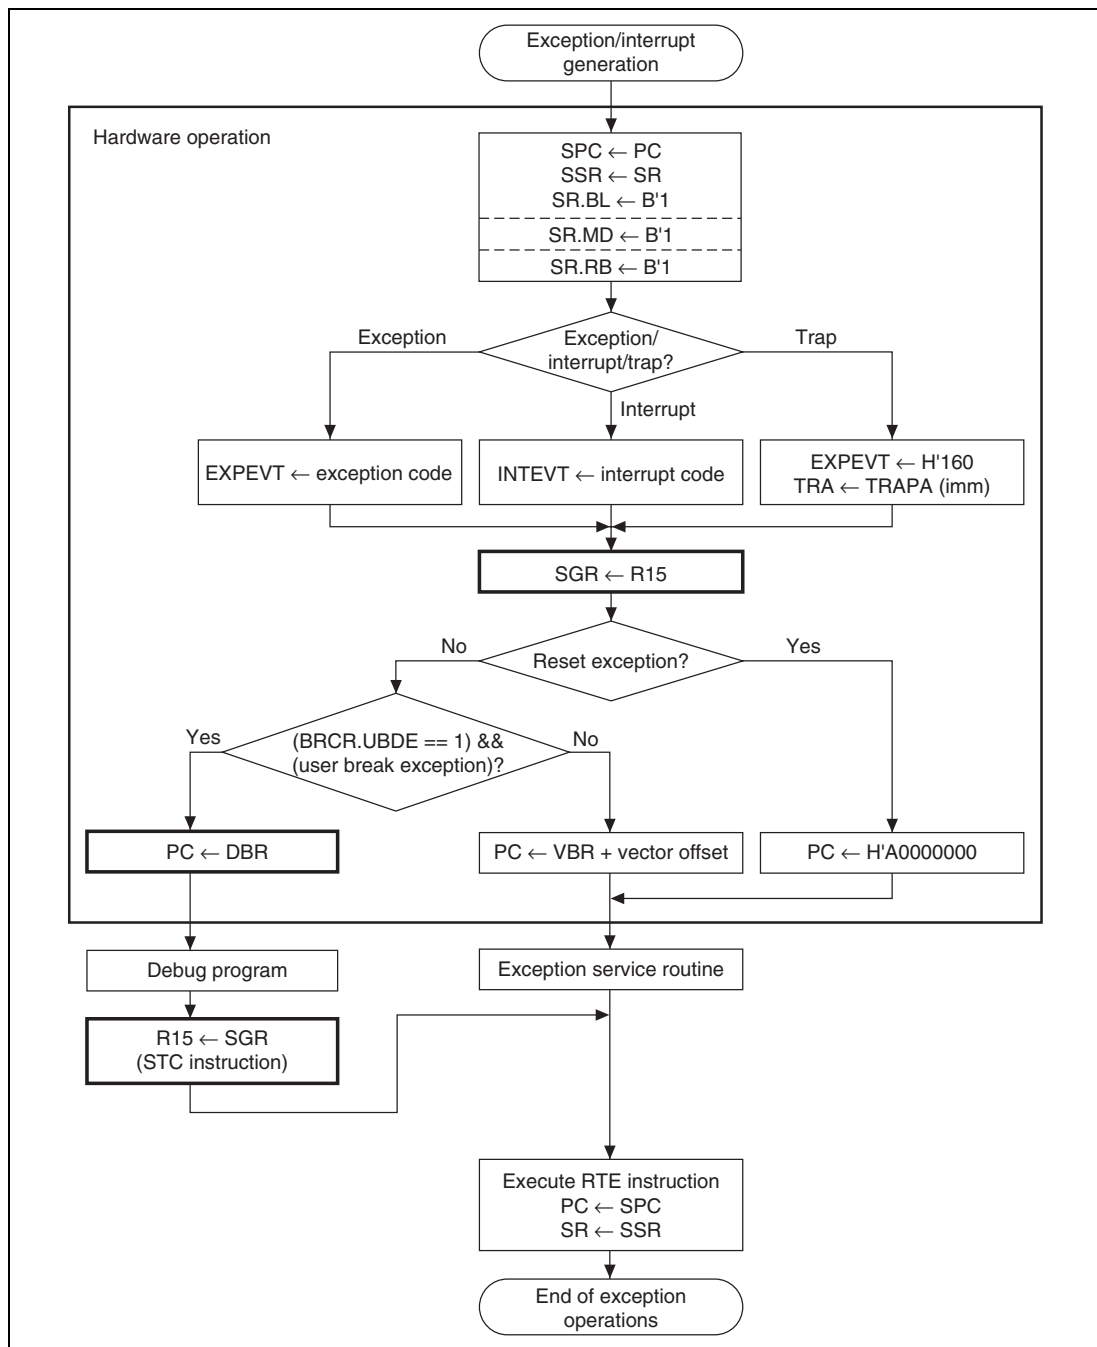 Exception/interrupt
generation
Hardware operation
SPC ← PC
SSR ← SR
SR.BL ← B'1
SR.MD ← B'1
SR.RB ← B'1
Exception
Exception/
interrupt/trap?
Trap
Interrupt
EXPEVT ← exception code
INTEVT ← interrupt code
EXPEVT ← H'160
TRA ← TRAPA (imm)
SGR ← R15
No
Reset exception?
Yes
Yes
(BRCR.UBDE == 1) &&
(user break exception)?
No
PC ← DBR
PC ← VBR + vector offset
PC ← H'A0000000
Debug program
Exception service routine
R15 ← SGR
(STC instruction)
Execute RTE instruction
PC ← SPC
SR ← SSR
End of exception
operations